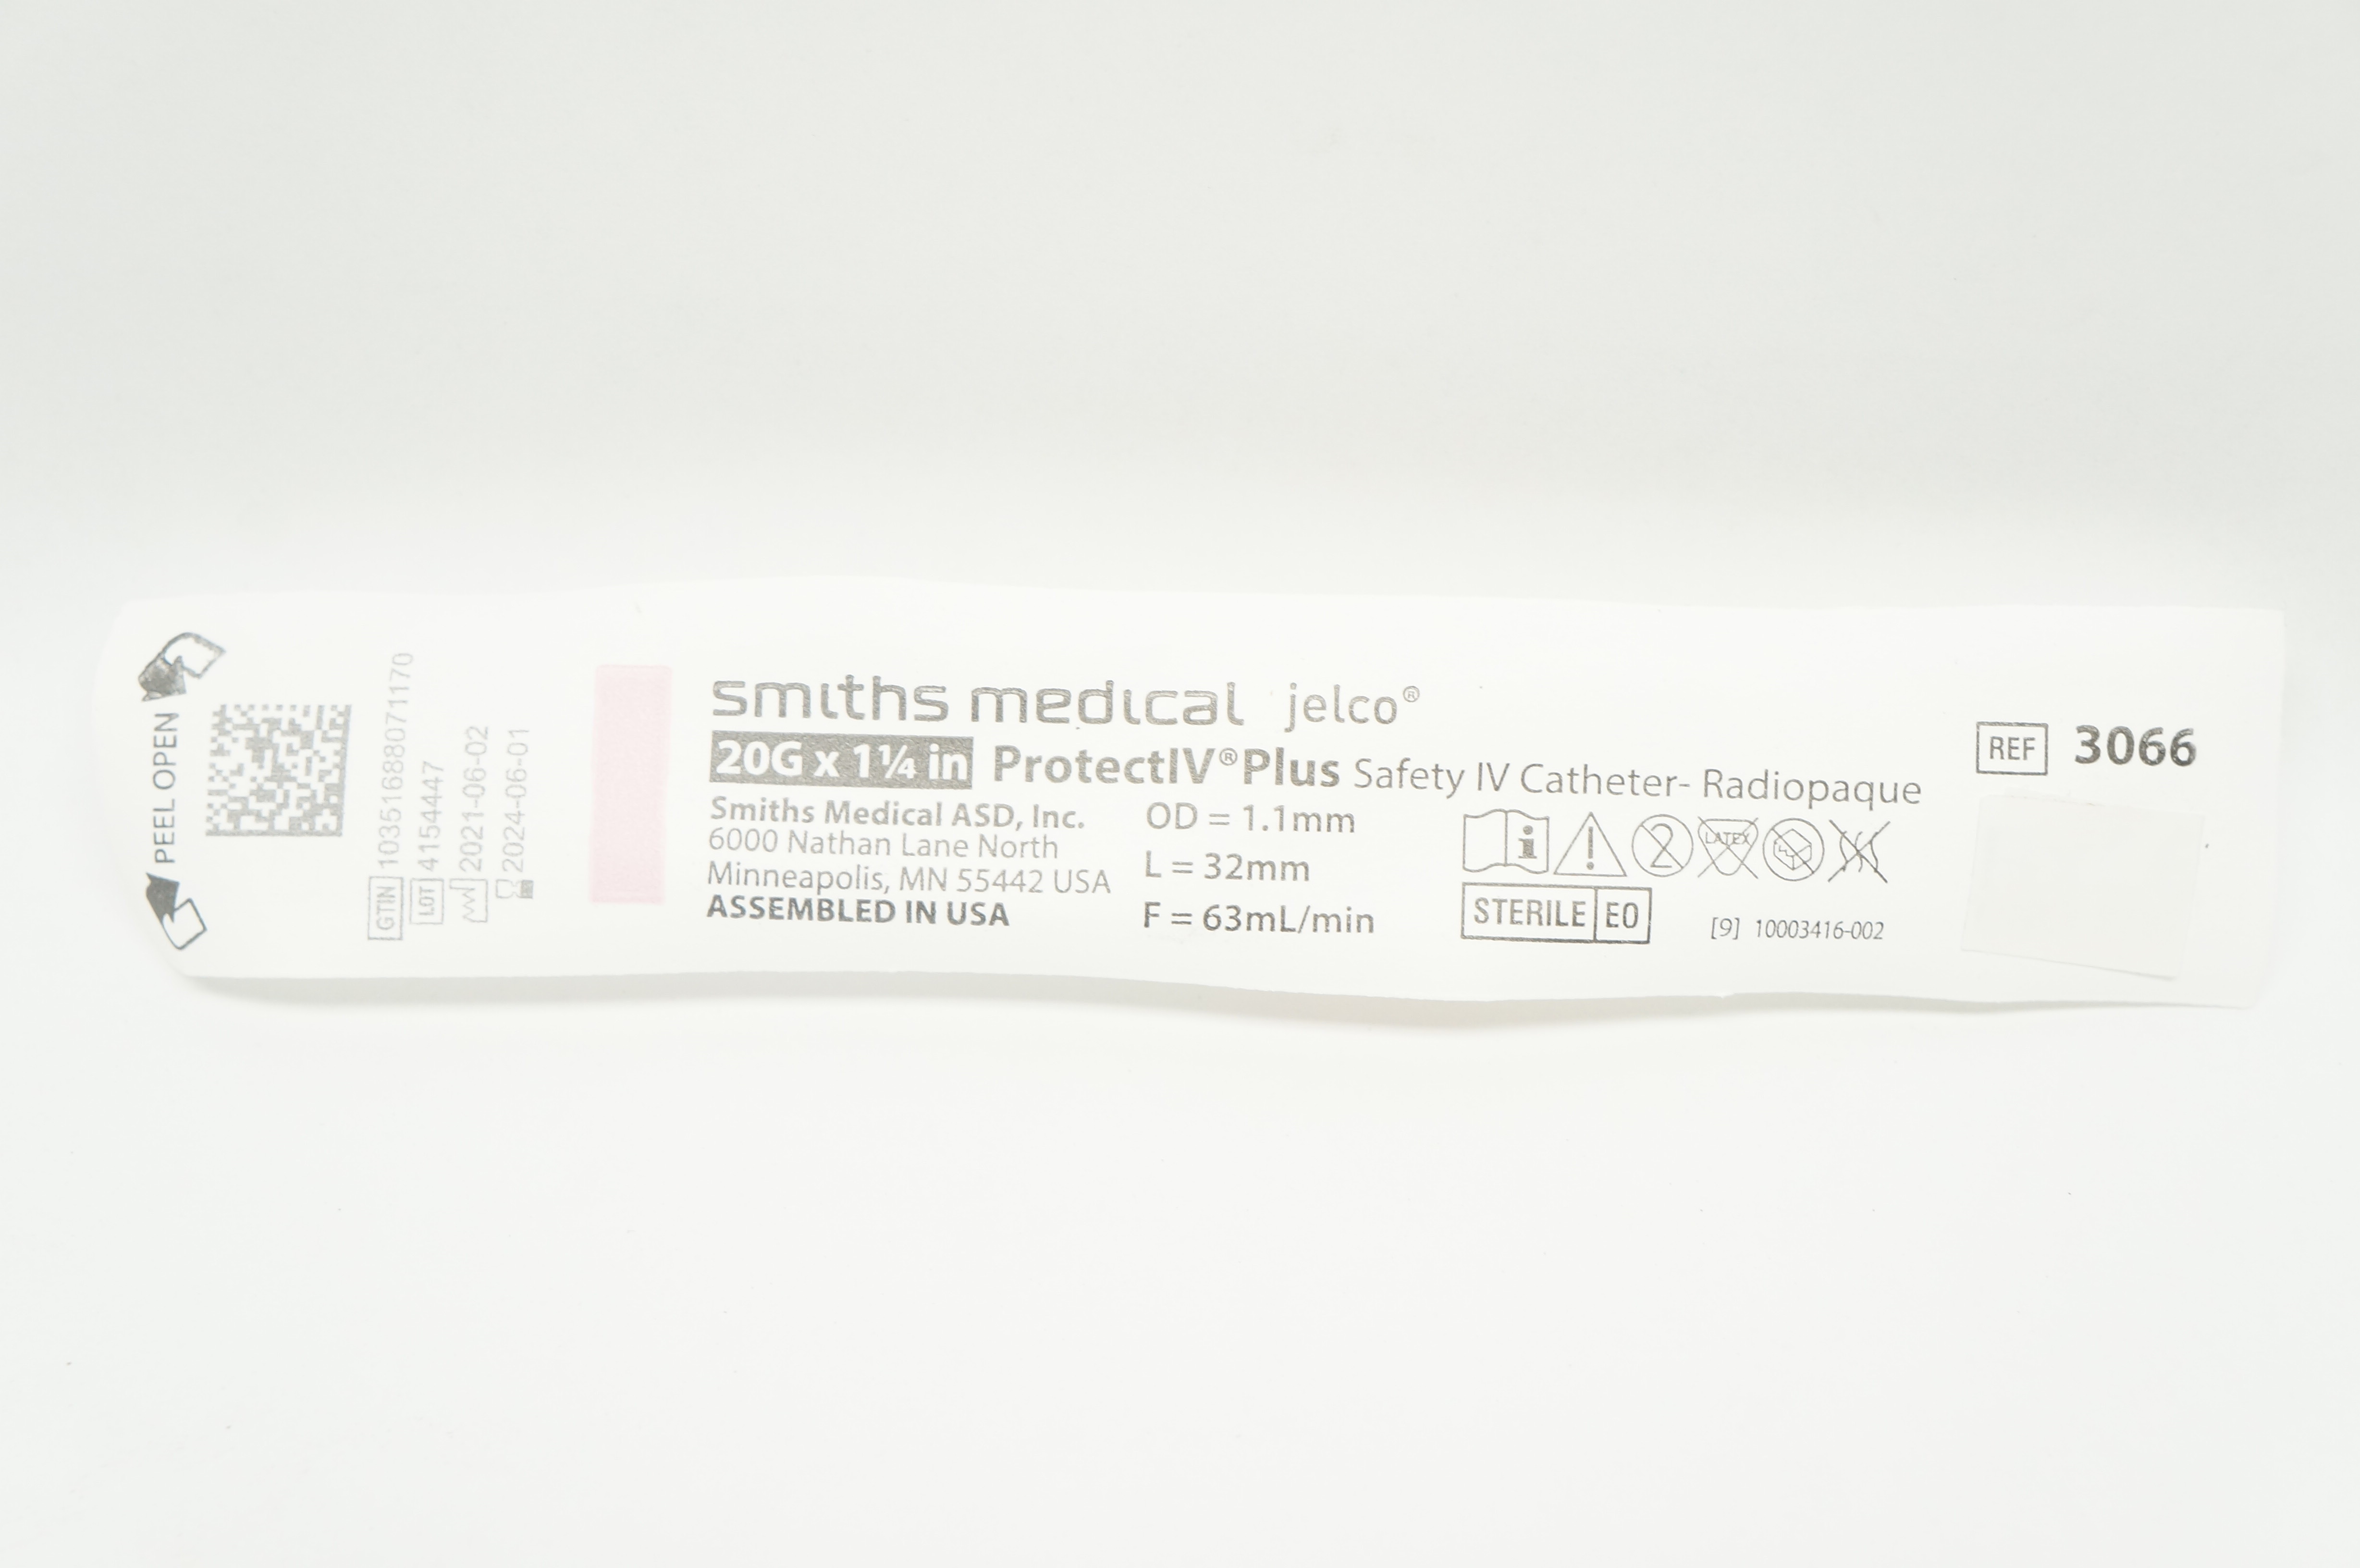 PEEL OPEN
GTIN 10351688071170
LOT 4154447
2021-06-02
2024-06-01
smiths medical jelco®
20G x 1¼ in ProtectIV® Plus Safety IV Catheter- Radiopaque
Smiths Medical ASD, Inc.
6000 Nathan Lane North
Minneapolis, MN 55442 USA
ASSEMBLED IN USA
OD = 1.1mm
L = 32mm
F = 63mL/min
i ! 2 LATEX
STERILE EO
[9] 10003416-002
REF 3066